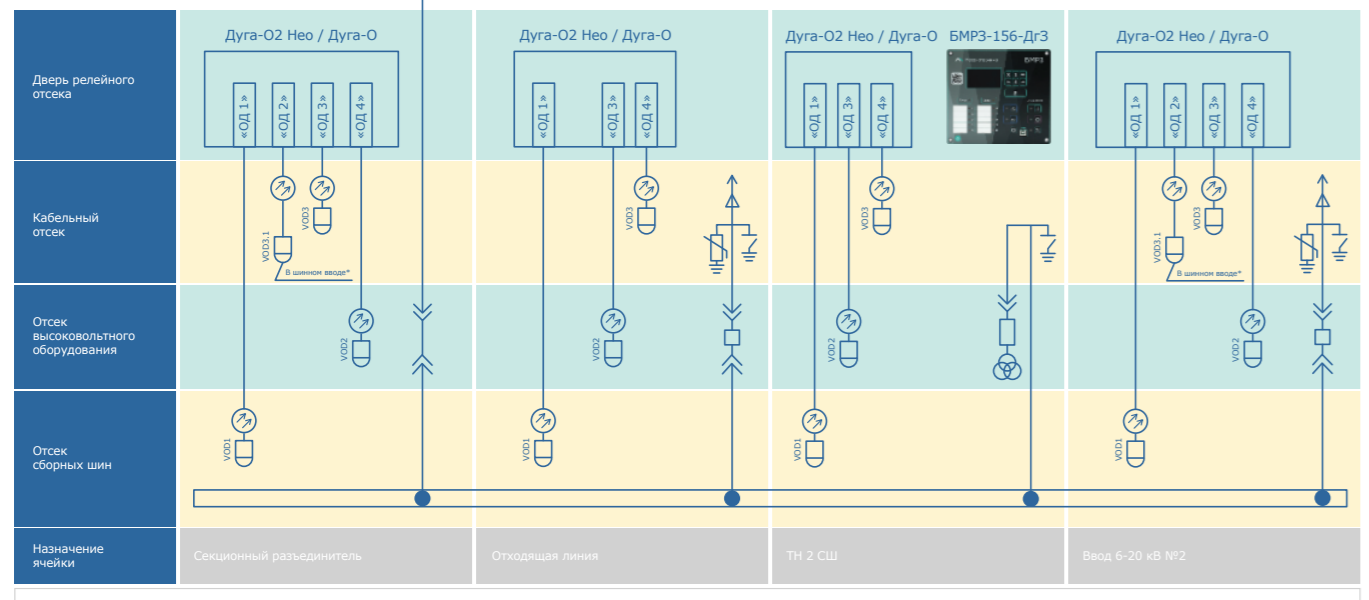 Дуга-О2 Нео / Дуга-О
Дуга-О2 Нео / Дуга-О
Дуга-О2 Нео / Дуга-О
БМРЗ-156-ДгЗ
Дуга-О2 Нео / Дуга-О
Дверь релейного
отсека
«ОД 1»
«ОД 2»
«ОД 3»
«ОД 4»
«ОД 1»
«ОД 3»
«ОД 4»
«ОД 1»
«ОД 3»
«ОД 4»
БМРЗ
«ОД 1»
«ОД 2»
«ОД 3»
«ОД 4»
Кабельный
отсек
VOD3.1
VOD3
В шинном вводе*
VOD3
VOD3
VOD3.1
VOD3
В шинном вводе*
Отсек
высоковольтного
оборудования
VOD2
VOD2
VOD2
VOD2
Отсек
сборных шин
VOD1
VOD1
VOD1
VOD1
Назначение
ячейки
Секционный разъединитель
Отходящая линия
ТН 2 СШ
Ввод 6-20 кВ №2